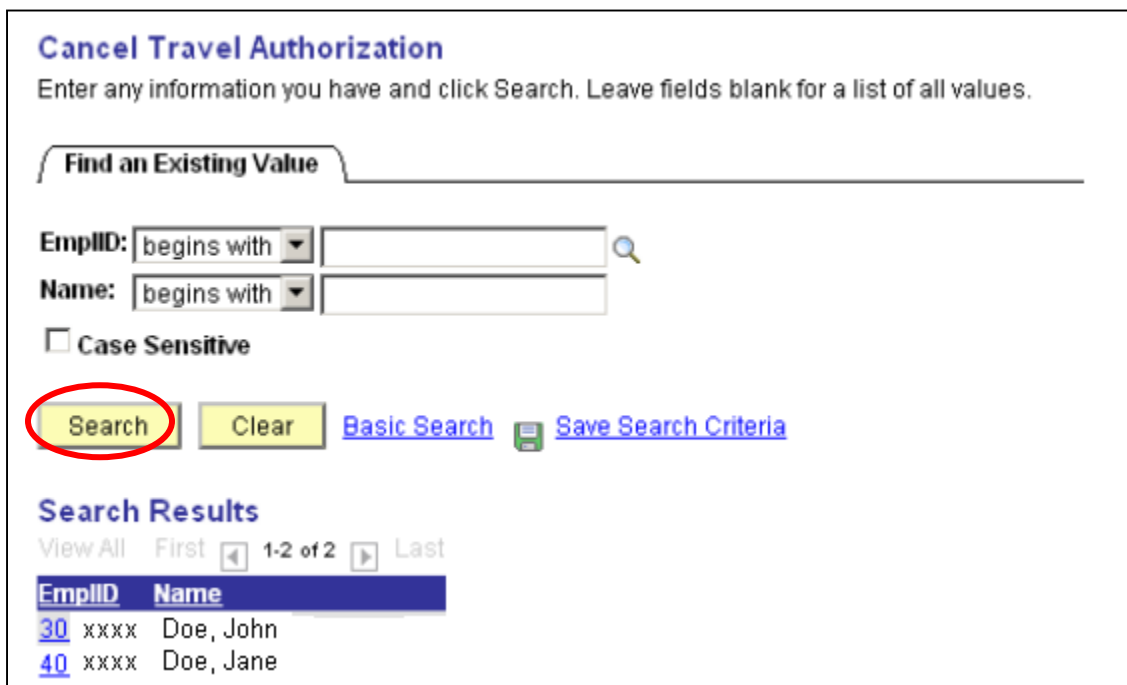 Cancel Travel Authorization
Enter any information you have and click Search. Leave fields blank for a list of all values.
Find an Existing Value
EmplID: begins with
Name: begins with
Case Sensitive
Search Clear Basic Search Save Search Criteria
Search Results
View All First 1-2 of 2 Last
EmplID Name
30 xxxx Doe, John
40 xxxx Doe, Jane